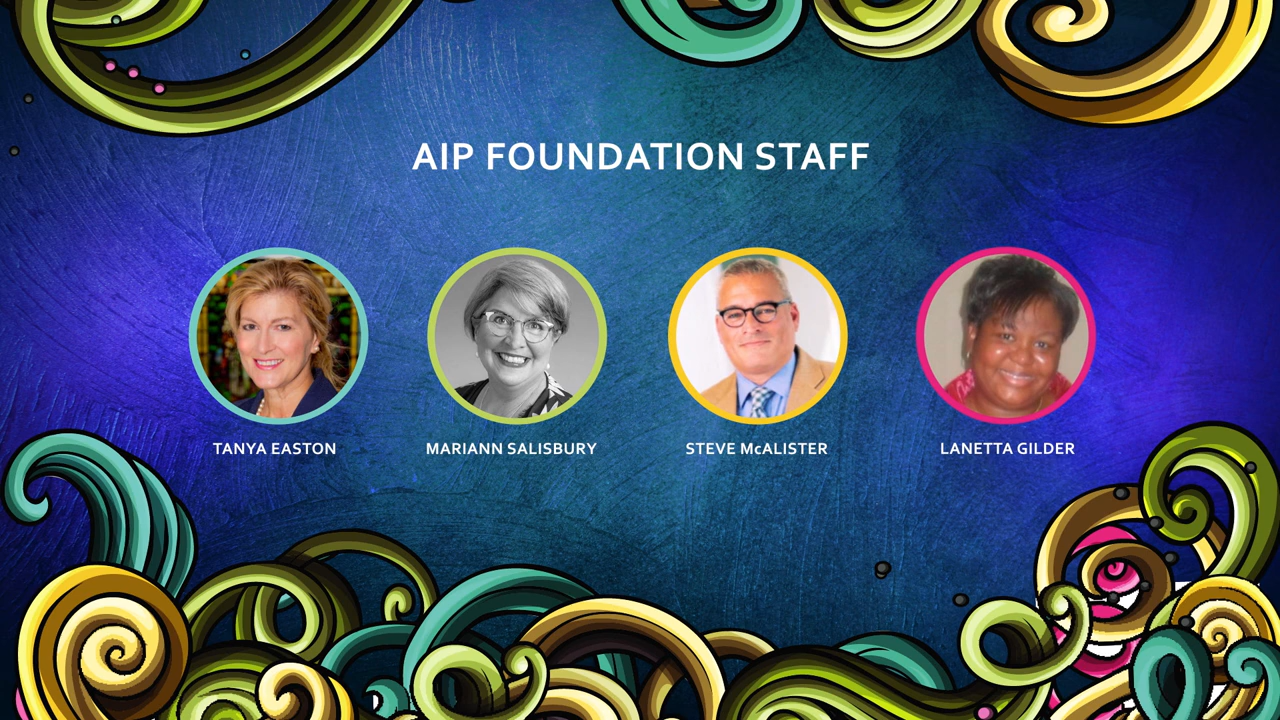 AIP FOUNDATION STAFF
TANYA EASTON
MARIANN SALISBURY
STEVE McALISTER
LANETTA GILDER